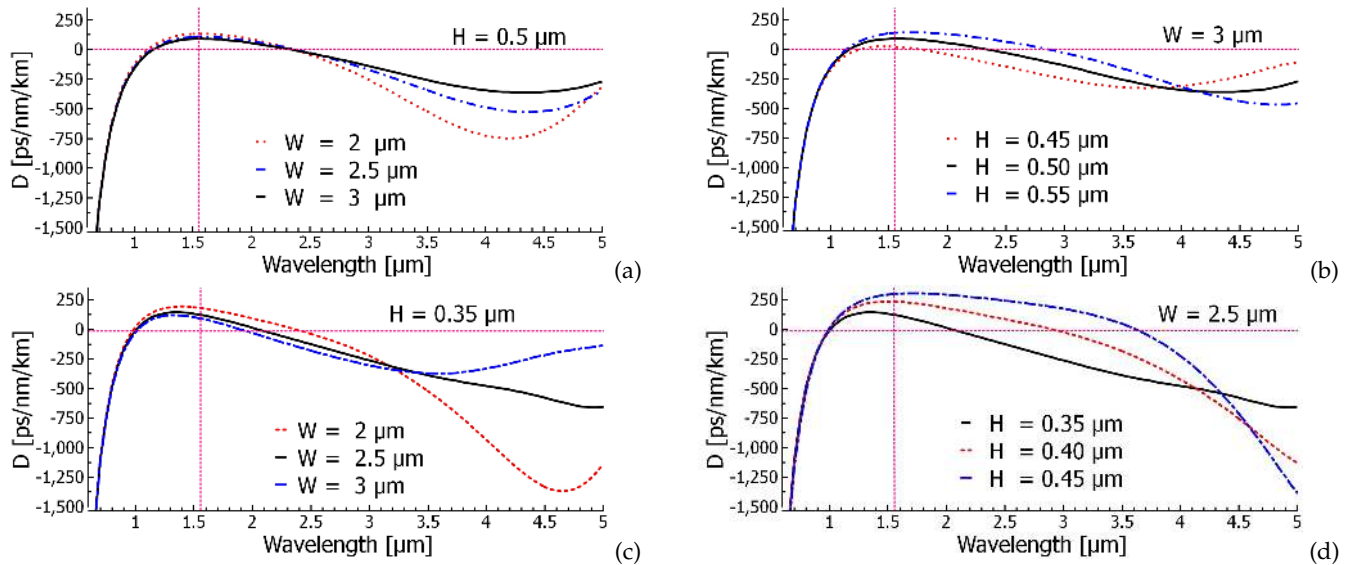 H = 0.5 µm
D [ps/nm/km]
250
0
-250
-500
-750
-1,000
-1,250
-1,500
W = 2 µm
W = 2.5 µm
W = 3 µm
1 1.5 2 2.5 3 3.5 4 4.5 5
Wavelength [µm]
(a)
W = 3 µm
D [ps/nm/km]
250
0
-250
-500
-750
-1,000
-1,250
-1,500
H = 0.45 µm
H = 0.50 µm
H = 0.55 µm
1 1.5 2 2.5 3 3.5 4 4.5 5
Wavelength [µm]
(b)
H = 0.35 µm
D [ps/nm/km]
250
0
-250
-500
-750
-1,000
-1,250
-1,500
W = 2 µm
W = 2.5 µm
W = 3 µm
1 1.5 2 2.5 3 3.5 4 4.5 5
Wavelength [µm]
(c)
W = 2.5 µm
D [ps/nm/km]
250
0
-250
-500
-750
-1,000
-1,250
-1,500
H = 0.35 µm
H = 0.40 µm
H = 0.45 µm
1 1.5 2 2.5 3 3.5 4 4.5 5
Wavelength [µm]
(d)